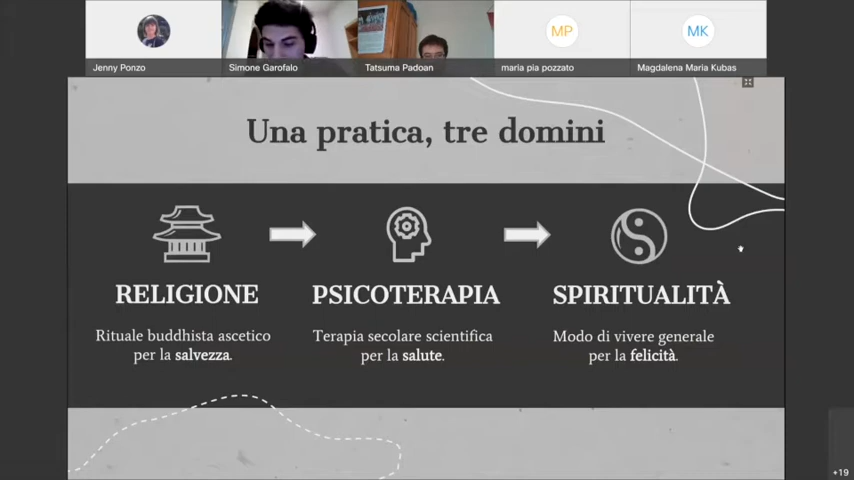 MP
MK
Jenny Ponzo
Simone Garofalo
Tatsuma Padoan
maria pia pozzato
Magdalena Maria Kubas
Una pratica, tre domini
RELIGIONE
Rituale buddhista ascetico
per la salvezza.
PSICOTERAPIA
Terapia secolare scientifica
per la salute.
SPIRITUALITÀ
Modo di vivere generale
per la felicità.
+19